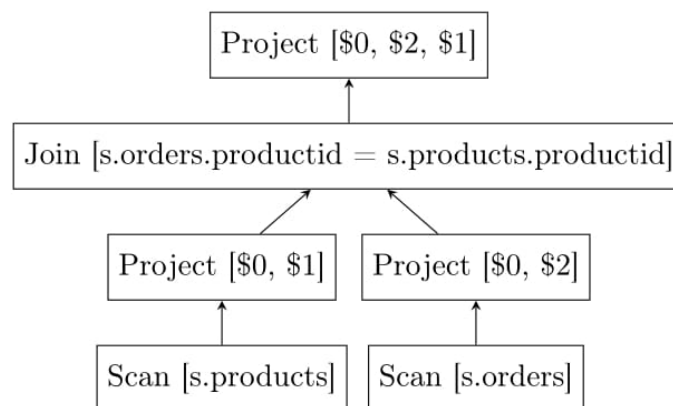 Project [$0, $2, $1]
Join [s.orders.productid = s.products.productid]
Project [$0, $1]
Project [$0, $2]
Scan [s.products]
Scan [s.orders]